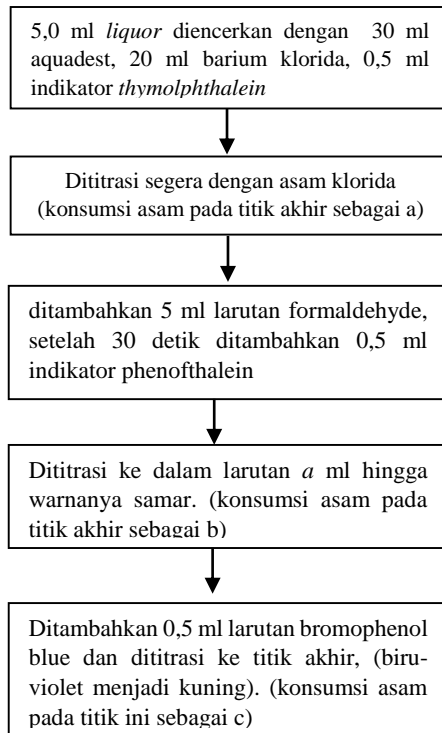 5,0 ml liquor diencerkan dengan 30 ml
aquadest, 20 ml barium klorida, 0,5 ml
indikator thymolphthalein
Dititrasi segera dengan asam klorida
(konsumsi asam pada titik akhir sebagai a)
ditambahkan 5 ml larutan formaldehyde,
setelah 30 detik ditambahkan 0,5 ml
indikator phenofthalein
Dititrasi ke dalam larutan a ml hingga
warnanya samar. (konsumsi asam pada
titik akhir sebagai b)
Ditambahkan 0,5 ml larutan bromophenol
blue dan dititrasi ke titik akhir, (biru-
violet menjadi kuning). (konsumsi asam
pada titik ini sebagai c)